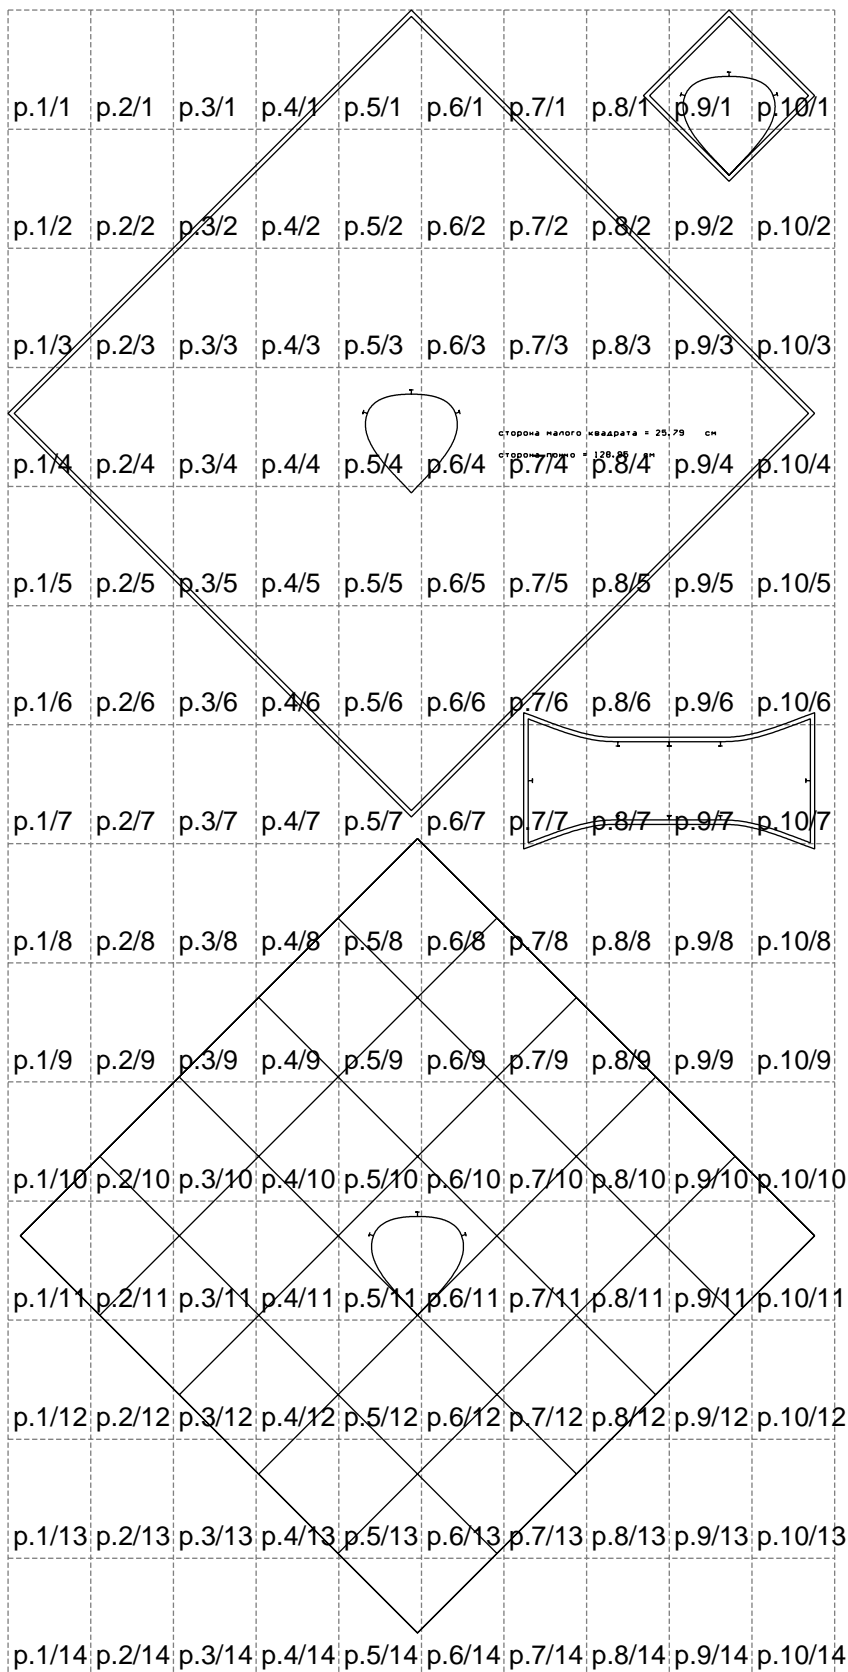 p.1/1 p.2/1 p.3/1 p.4/1 p.5/1 p.6/1 p.7/1 p.8/1 p.9/1 p.10/1
p.1/2 p.2/2 p.3/2 p.4/2 p.5/2 p.6/2 p.7/2 p.8/2 p.9/2 p.10/2
p.1/3 p.2/3 p.3/3 p.4/3 p.5/3 p.6/3 p.7/3 p.8/3 p.9/3 p.10/3
сторона малого квадрата = 25.79 см
сторона пончо = 128.95 см
p.1/4 p.2/4 p.3/4 p.4/4 p.5/4 p.6/4 p.7/4 p.8/4 p.9/4 p.10/4
p.1/5 p.2/5 p.3/5 p.4/5 p.5/5 p.6/5 p.7/5 p.8/5 p.9/5 p.10/5
p.1/6 p.2/6 p.3/6 p.4/6 p.5/6 p.6/6 p.7/6 p.8/6 p.9/6 p.10/6
p.1/7 p.2/7 p.3/7 p.4/7 p.5/7 p.6/7 p.7/7 p.8/7 p.9/7 p.10/7
p.1/8 p.2/8 p.3/8 p.4/8 p.5/8 p.6/8 p.7/8 p.8/8 p.9/8 p.10/8
p.1/9 p.2/9 p.3/9 p.4/9 p.5/9 p.6/9 p.7/9 p.8/9 p.9/9 p.10/9
p.1/10 p.2/10 p.3/10 p.4/10 p.5/10 p.6/10 p.7/10 p.8/10 p.9/10 p.10/10
p.1/11 p.2/11 p.3/11 p.4/11 p.5/11 p.6/11 p.7/11 p.8/11 p.9/11 p.10/11
p.1/12 p.2/12 p.3/12 p.4/12 p.5/12 p.6/12 p.7/12 p.8/12 p.9/12 p.10/12
p.1/13 p.2/13 p.3/13 p.4/13 p.5/13 p.6/13 p.7/13 p.8/13 p.9/13 p.10/13
p.1/14 p.2/14 p.3/14 p.4/14 p.5/14 p.6/14 p.7/14 p.8/14 p.9/14 p.10/14